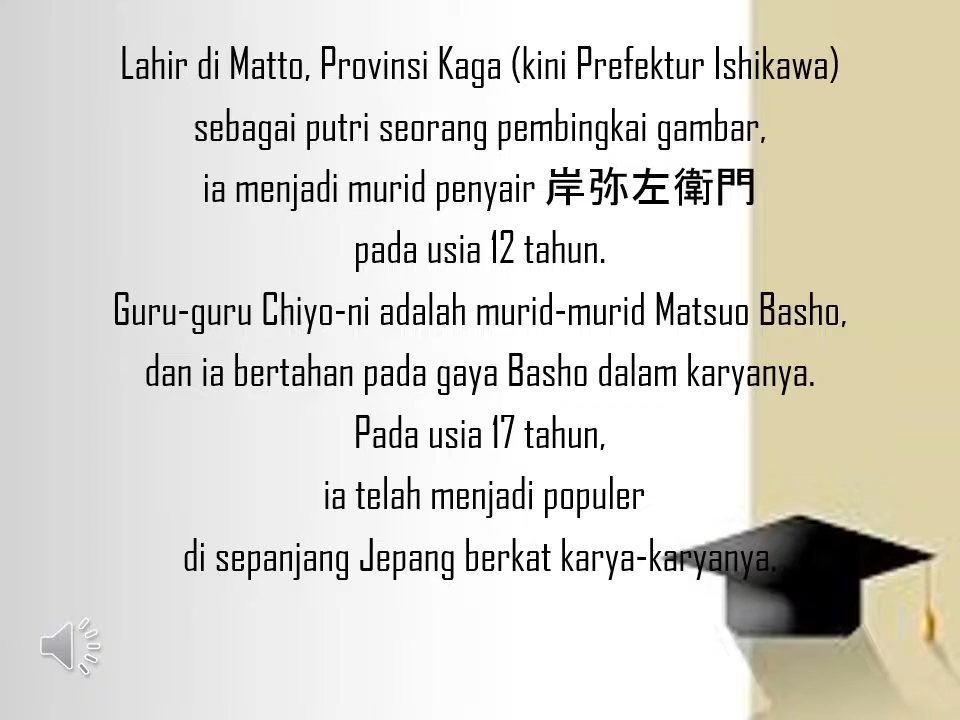 Lahir di Matto, Provinsi Kaga (kini Prefektur Ishikawa)
sebagai putri seorang pembingkai gambar,
ia menjadi murid penyair 岸弥左衛門
pada usia 12 tahun.
Guru-guru Chiyo-ni adalah murid-murid Matsuo Basho,
dan ia bertahan pada gaya Basho dalam karyanya.
Pada usia 17 tahun,
ia telah menjadi populer
di sepanjang Jepang berkat karya-karyanya.